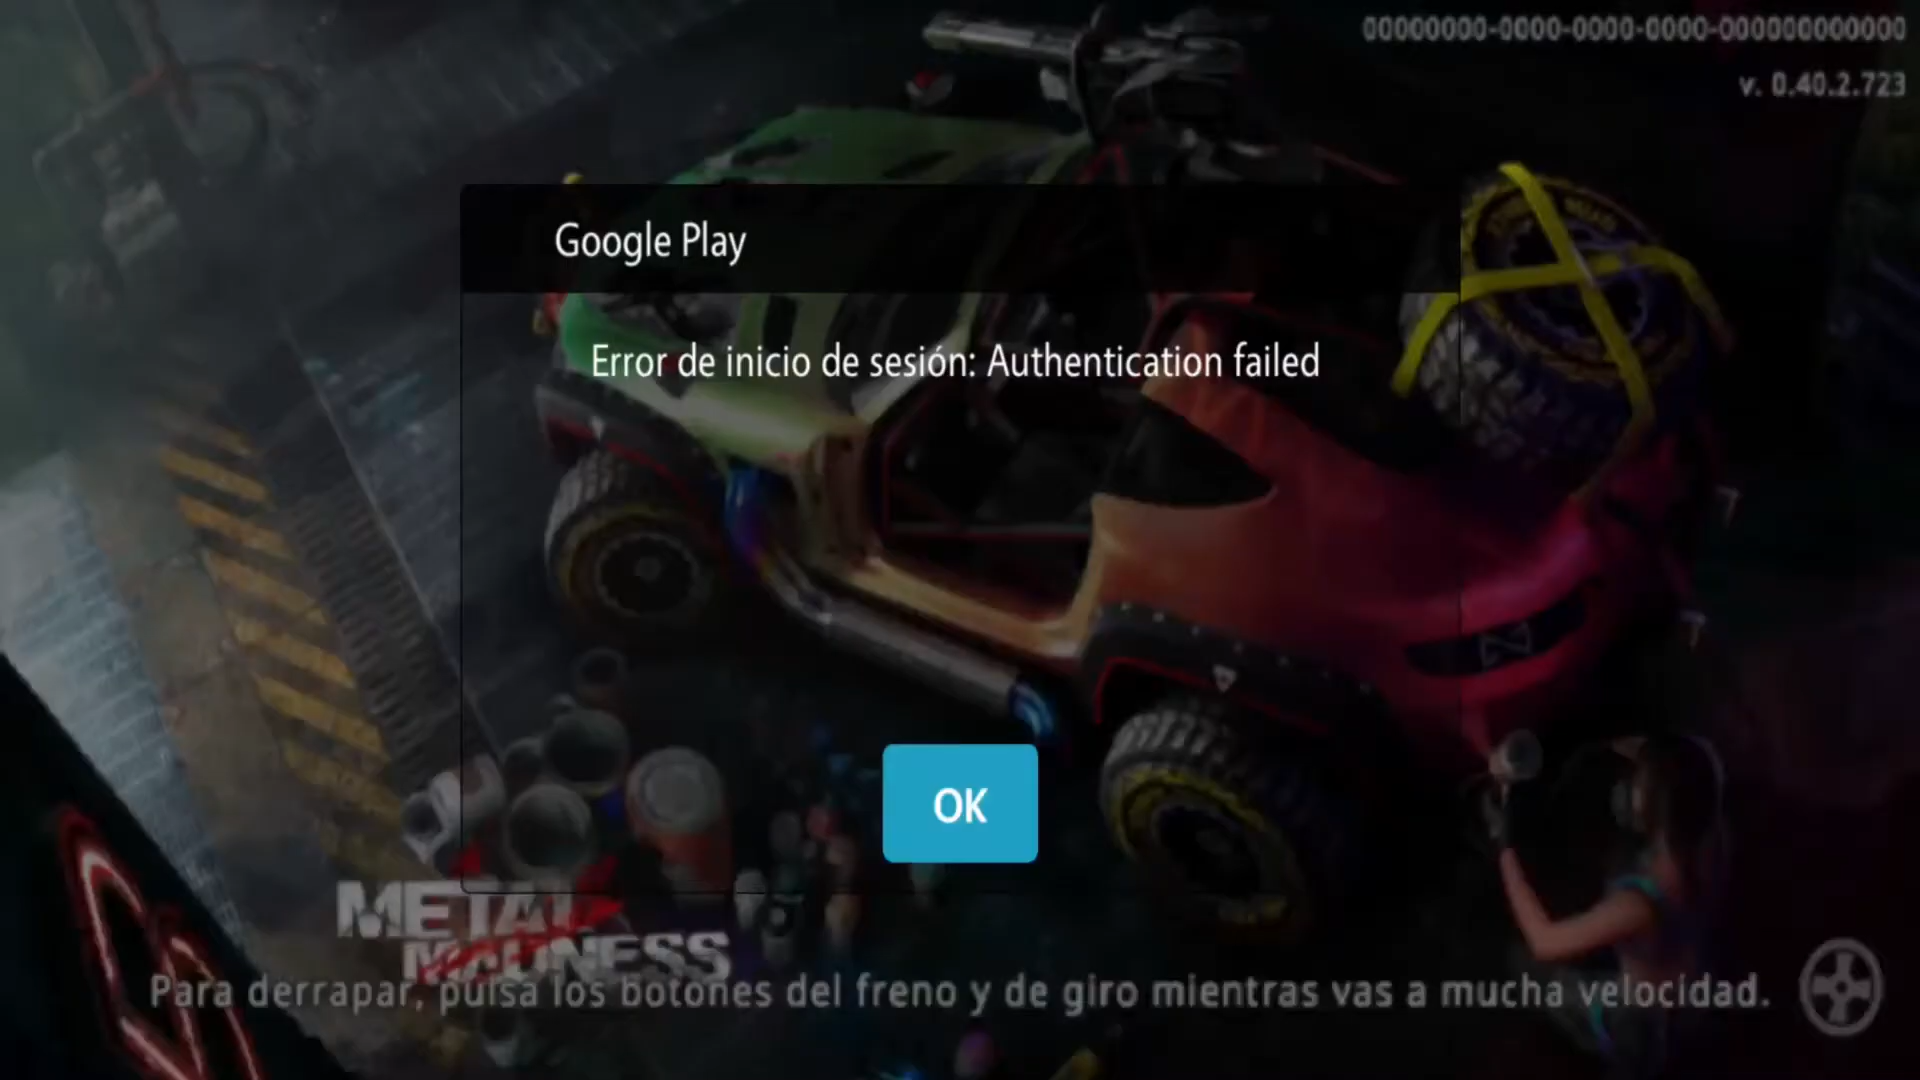 00000000-0000-0000-0000-000000000000
v. 0.40.2.723
Google Play
Error de inicio de sesión: Authentication failed
OK
METAL
MADNESS
Para derrapar, pulsa los botones del freno y de giro mientras vas a mucha velocidad.